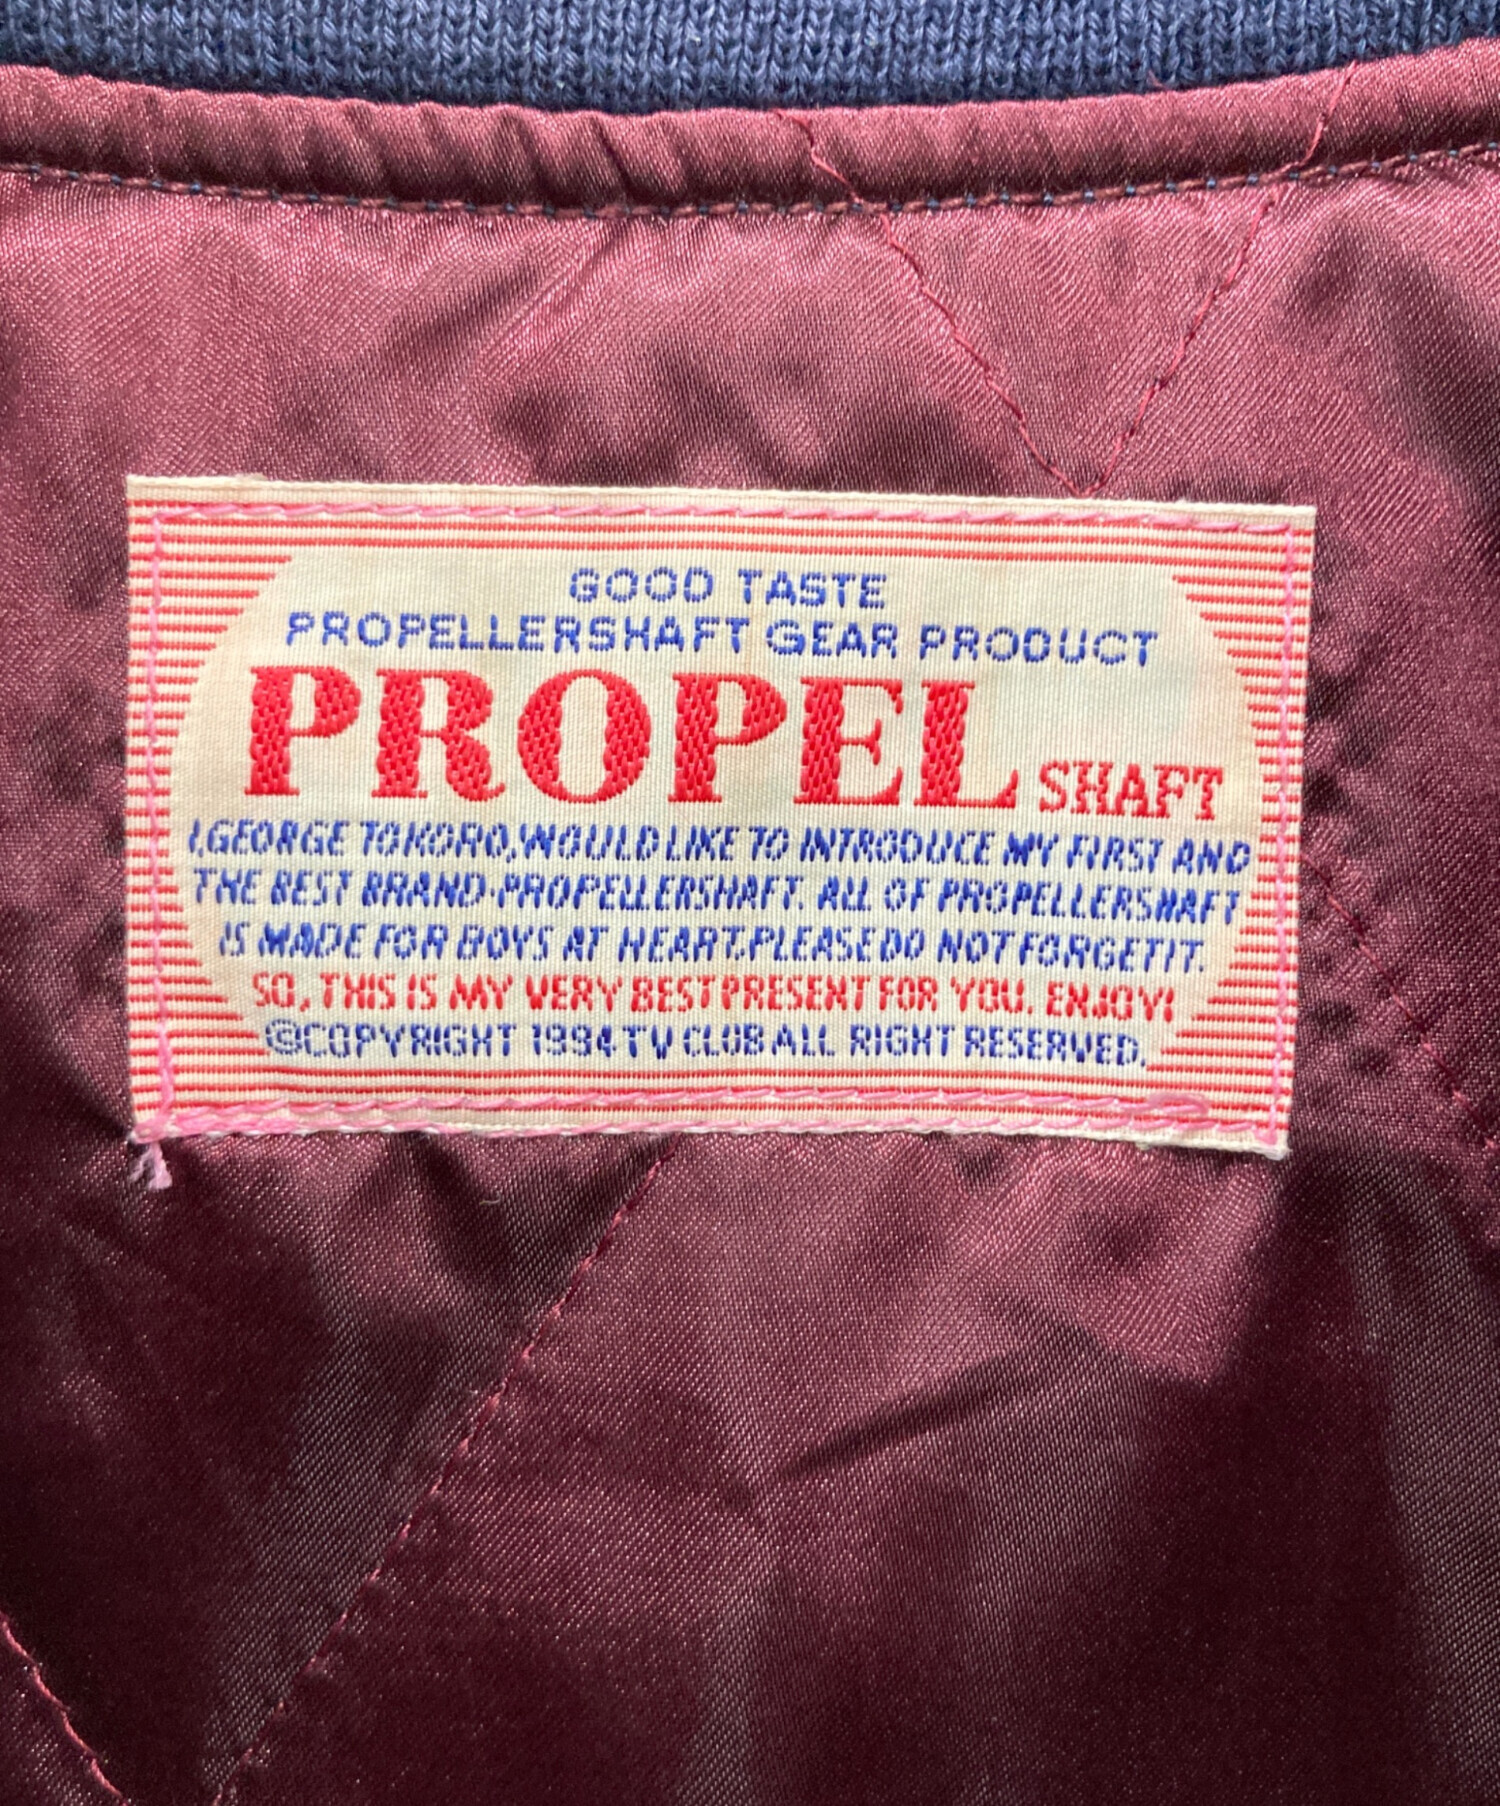 GOOD TASTE
PROPELLERSHAFT GEAR PRODUCT
PROPEL SHAFT
I,GEORGE TOKORO,WOULD LIKE TO INTRODUCE MY FIRST AND
THE BEST BRAND-PROPELLERSHAFT. ALL OF PROPELLERSHAFT
IS MADE FOR BOYS AT HEART.PLEASE DO NOT FORGET IT.
SO, THIS IS MY VERY BEST PRESENT FOR YOU. ENJOY!
©COPYRIGHT 1994 TV CLUB ALL RIGHT RESERVED.